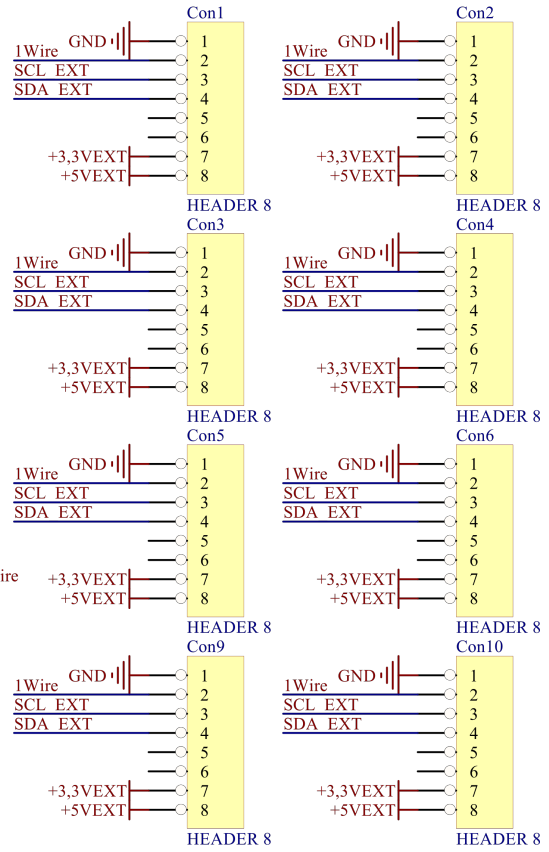 Con1
GND 1
1Wire 2
SCL_EXT 3
SDA_EXT 4
5
6
+3,3VEXT 7
+5VEXT 8
HEADER 8
Con2
GND 1
1Wire 2
SCL_EXT 3
SDA_EXT 4
5
6
+3,3VEXT 7
+5VEXT 8
HEADER 8
Con3
GND 1
1Wire 2
SCL_EXT 3
SDA_EXT 4
5
6
+3,3VEXT 7
+5VEXT 8
HEADER 8
Con4
GND 1
1Wire 2
SCL_EXT 3
SDA_EXT 4
5
6
+3,3VEXT 7
+5VEXT 8
HEADER 8
Con5
GND 1
1Wire 2
SCL_EXT 3
SDA_EXT 4
5
6
ire
+3,3VEXT 7
+5VEXT 8
HEADER 8
Con6
GND 1
1Wire 2
SCL_EXT 3
SDA_EXT 4
5
6
+3,3VEXT 7
+5VEXT 8
HEADER 8
Con9
GND 1
1Wire 2
SCL_EXT 3
SDA_EXT 4
5
6
+3,3VEXT 7
+5VEXT 8
HEADER 8
Con10
GND 1
1Wire 2
SCL_EXT 3
SDA_EXT 4
5
6
+3,3VEXT 7
+5VEXT 8
HEADER 8